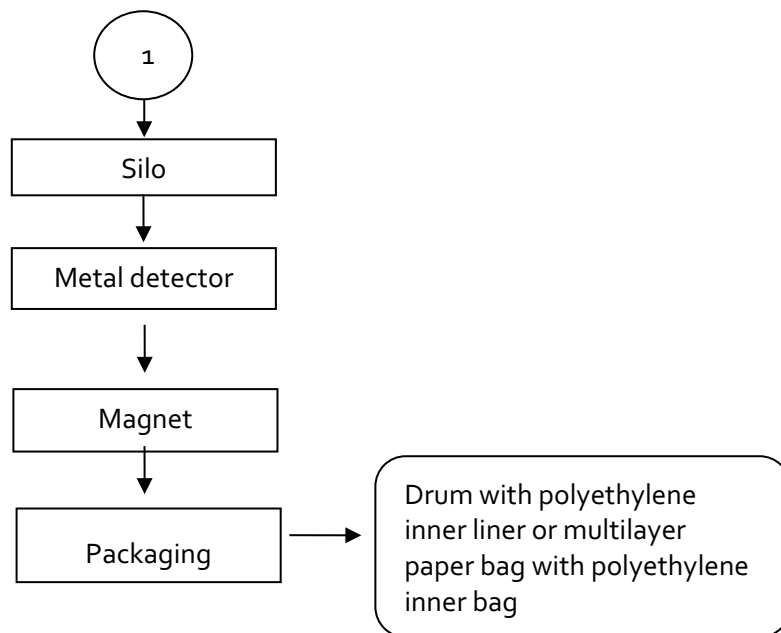 1
Silo
Metal detector
Magnet
Packaging
Drum with polyethylene
inner liner or multilayer
paper bag with polyethylene
inner bag